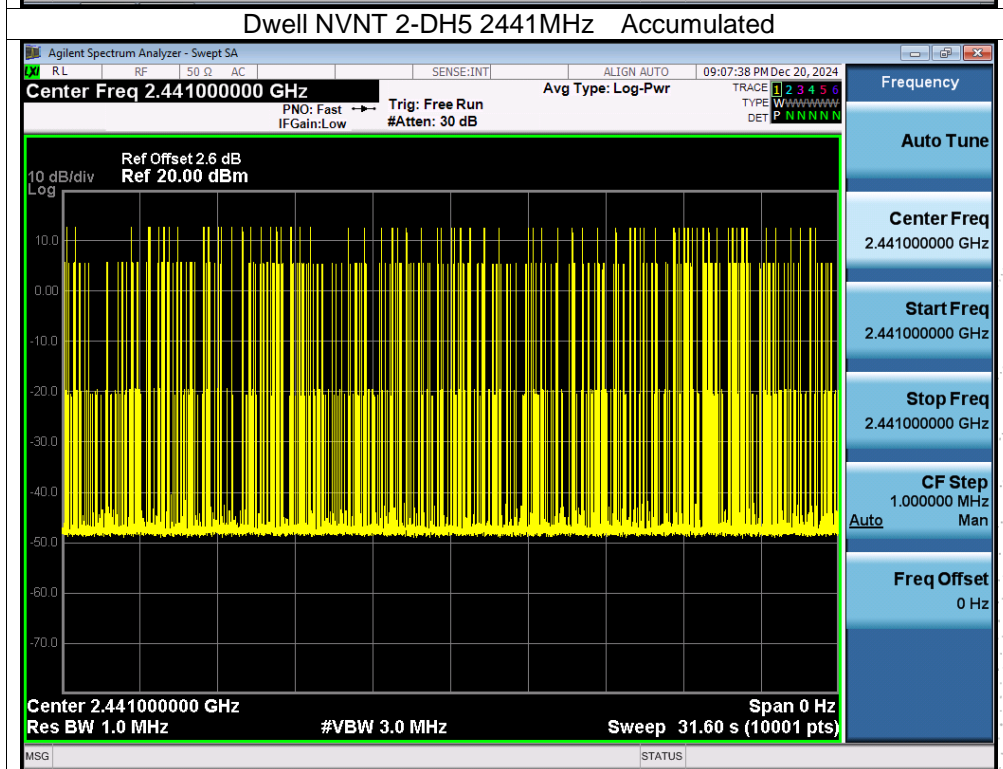 Dwell NVNT 2-DH5 2441MHz Accumulated
Agilent Spectrum Analyzer - Swept SA
LXI RL RF 50 Ω AC SENSE:INT ALIGN AUTO 09:07:38 PM Dec 20, 2024
Center Freq 2.441000000 GHz
Avg Type: Log-Pwr
TRACE 1 2 3 4 5 6
PNO: Fast
Trig: Free Run
TYPE WWWWWWW
IFGain:Low
#Atten: 30 dB
DET P N N N N N
Frequency
Auto Tune
Center Freq
2.441000000 GHz
Start Freq
2.441000000 GHz
Stop Freq
2.441000000 GHz
CF Step
1.000000 MHz
Auto Man
Freq Offset
0 Hz
Ref Offset 2.6 dB
10 dB/div Ref 20.00 dBm
Log
10.0
0.00
-10.0
-20.0
-30.0
-40.0
-50.0
-60.0
-70.0
Center 2.441000000 GHz Span 0 Hz
Res BW 1.0 MHz #VBW 3.0 MHz Sweep 31.60 s (10001 pts)
MSG STATUS